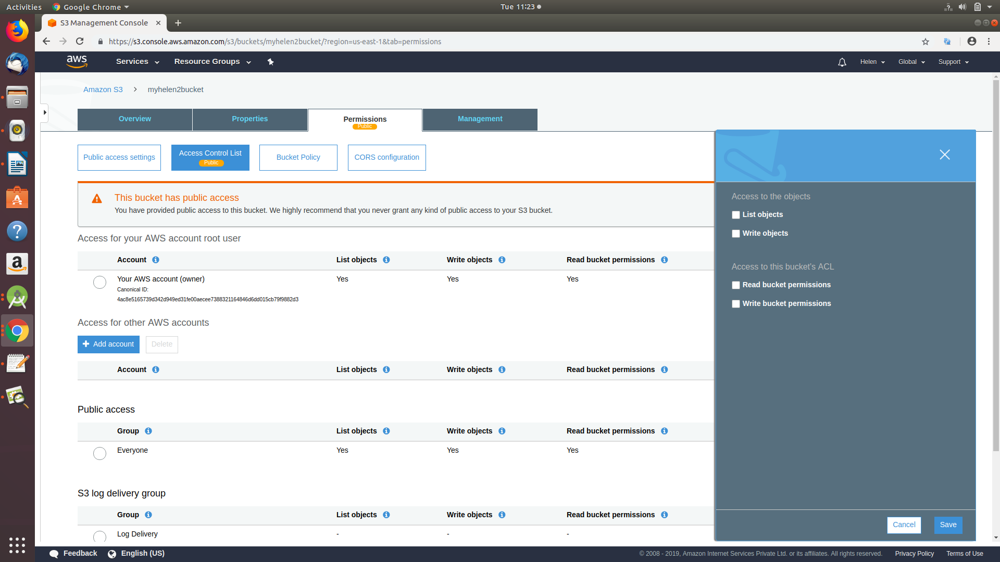 Activities
Google Chrome
Tue 11:23
S3 Management Console
https://s3.console.aws.amazon.com/s3/buckets/myhelen2bucket/?region=us-east-1&tab=permissions
aws
Services
Resource Groups
Helen
Global
Support
Amazon S3
myhelen2bucket
Overview
Properties
Permissions
Public
Management
Public access settings
Access Control List
Public
Bucket Policy
CORS configuration
This bucket has public access
You have provided public access to this bucket. We highly recommend that you never grant any kind of public access to your S3 bucket.
Access for your AWS account root user
Account List objects Write objects Read bucket permissions
Your AWS account (owner) Yes Yes Yes
Canonical ID:
4ac8e5165739d342d949ed31fe00aecee7388321164846d6dd015cb79f9882d3
Access for other AWS accounts
Add account
Delete
Account List objects Write objects Read bucket permissions
Public access
Group List objects Write objects Read bucket permissions
Everyone Yes Yes Yes
S3 log delivery group
Group List objects Write objects Read bucket permissions
Log Delivery - - -
Access to the objects
List objects
Write objects
Access to this bucket's ACL
Read bucket permissions
Write bucket permissions
Cancel
Save
Feedback
English (US)
© 2008 - 2019, Amazon Internet Services Private Ltd. or its affiliates. All rights reserved.
Privacy Policy
Terms of Use